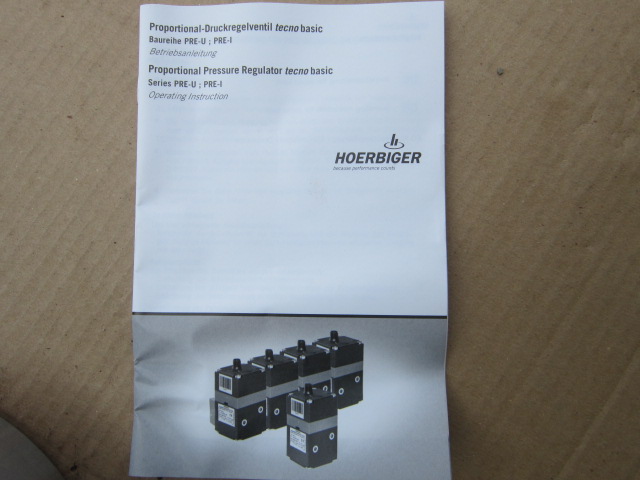 Proportional-Druckregelventil tecno basic
Baureihe PRE-U ; PRE-I
Betriebsanleitung
Proportional Pressure Regulator tecno basic
Series PRE-U ; PRE-I
Operating Instruction
HOERBIGER
because performance counts